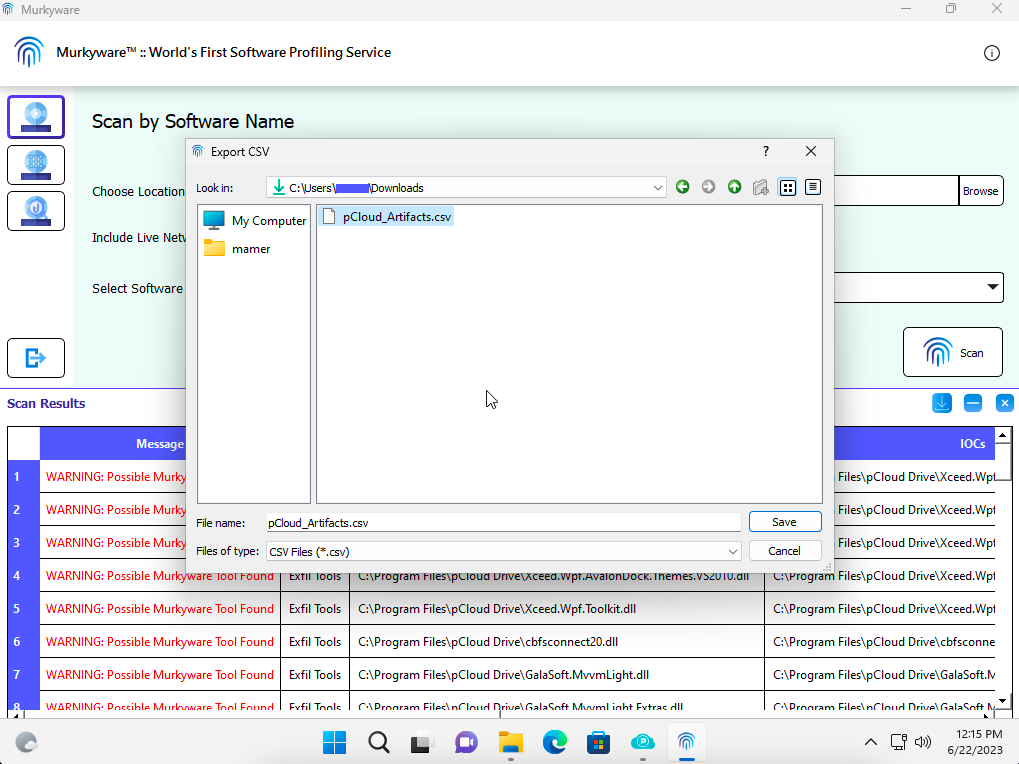 Murkyware
Murkyware™ :: World's First Software Profiling Service
Scan by Software Name
Export CSV
?
Look in:
C:\Users\
\Downloads
My Computer
mamer
pCloud_Artifacts.csv
File name:
pCloud_Artifacts.csv
Save
Files of type:
CSV Files (*.csv)
Cancel
Choose Location
Browse
Include Live Netw
Select Software
Scan
Scan Results
Message
IOCs
1 WARNING: Possible Murky Files\pCloud Drive\Xceed.Wpf
2 WARNING: Possible Murky Files\pCloud Drive\Xceed.Wpf
3 WARNING: Possible Murky Files\pCloud Drive\Xceed.Wpf
4 WARNING: Possible Murkyware Tool Found Exfil Tools C:\Program Files\pCloud Drive\Xceed.Wpf.AvalonDock.Themes.VS2010.dll C:\Program Files\pCloud Drive\Xceed.Wpf
5 WARNING: Possible Murkyware Tool Found Exfil Tools C:\Program Files\pCloud Drive\Xceed.Wpf.Toolkit.dll C:\Program Files\pCloud Drive\Xceed.Wpf
6 WARNING: Possible Murkyware Tool Found Exfil Tools C:\Program Files\pCloud Drive\cbfsconnect20.dll C:\Program Files\pCloud Drive\cbfsconne
7 WARNING: Possible Murkyware Tool Found Exfil Tools C:\Program Files\pCloud Drive\GalaSoft.MvvmLight.dll C:\Program Files\pCloud Drive\GalaSoft.M
8 WARNING: Possible Murkyware Tool Found Exfil Tools C:\Program Files\pCloud Drive\GalaSoft.MvvmLight.Extras.dll C:\Program Files\pCloud Drive\GalaSoft.M
12:15 PM
6/22/2023